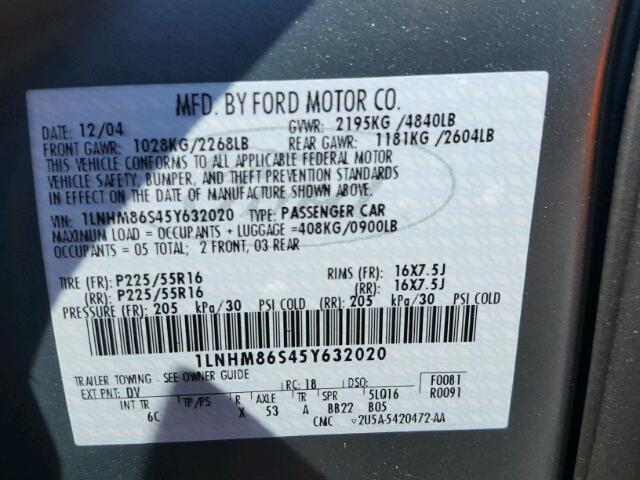 MFD. BY FORD MOTOR CO.
DATE: 12/04 GVWR: 2195KG /4840LB
FRONT GAWR: 1028KG/2268LB REAR GAWR: 1181KG /2604LB
THIS VEHICLE CONFORMS TO ALL APPLICABLE FEDERAL MOTOR
VEHICLE SAFETY, BUMPER, AND THEFT PREVENTION STANDARDS
IN EFFECT ON THE DATE OF MANUFACTURE SHOWN ABOVE.
VIN: 1LNHM86S45Y632020 TYPE: PASSENGER CAR
MAXIMUM LOAD = OCCUPANTS + LUGGAGE =408KG/0900LB
OCCUPANTS = 05 TOTAL; 2 FRONT, 03 REAR
TIRE (FR): P225/55R16 RIMS (FR): 16X7.5J
(RR): P225/55R16 (RR): 16X7.5J
PRESSURE (FR): 205 kPa/30 PSI COLD (RR): 205 kPa/30 PSI COLD
1LNHM86S45Y632020
TRAILER TOWING - SEE OWNER GUIDE
EXT PNT: DV RC: 18 DSO: F0081
INT TR TP/PS R AXLE TR SPR 5LQ16 R0091
6C X 53 A BB22 B05
CMC ▽2U5A-5420472-AA